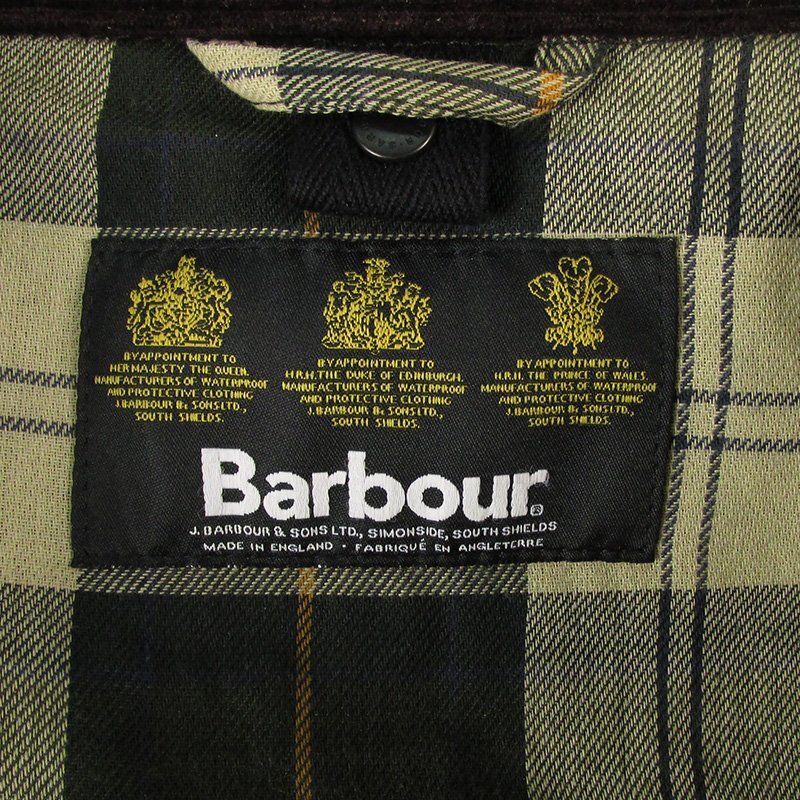 BY APPOINTMENT TO
HER MAJESTY THE QUEEN.
MANUFACTURERS OF WATERPROOF
AND PROTECTIVE CLOTHING
J.BARBOUR & SONS LTD.,
SOUTH SHIELDS.
BY APPOINTMENT TO
H.R.H. THE DUKE OF EDINBURGH.
MANUFACTURERS OF WATERPROOF
AND PROTECTIVE CLOTHING
J.BARBOUR & SONS LTD.,
SOUTH SHIELDS.
BY APPOINTMENT TO
H.R.H. THE PRINCE OF WALES.
MANUFACTURERS OF WATERPROOF
AND PROTECTIVE CLOTHING
J.BARBOUR & SONS LTD.,
SOUTH SHIELDS.
Barbour®
J. BARBOUR & SONS LTD., SIMONSIDE, SOUTH SHIELDS
MADE IN ENGLAND · FABRIQUÉ EN ANGLETERRE